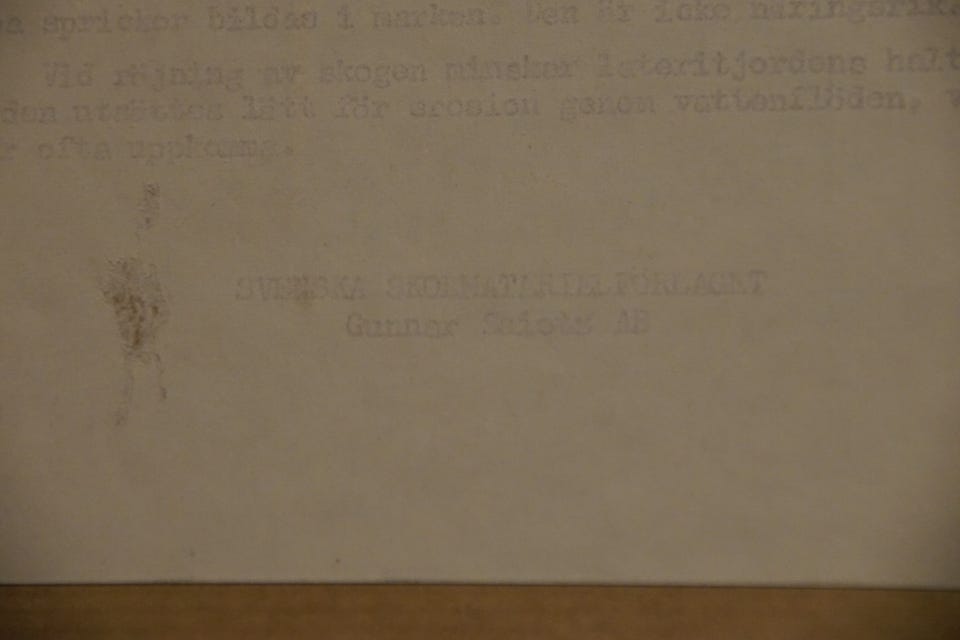 a sprickor bildas i marken. Den är icke näringsrik.
Vid röjning av skogen minskar lateritjordens halt
den utsättes lätt för erosion genom vattenflöden, v
r ofta uppkomma.
SVENSKA SKOLMATERIELFÖRLAGET
Gunnar AB